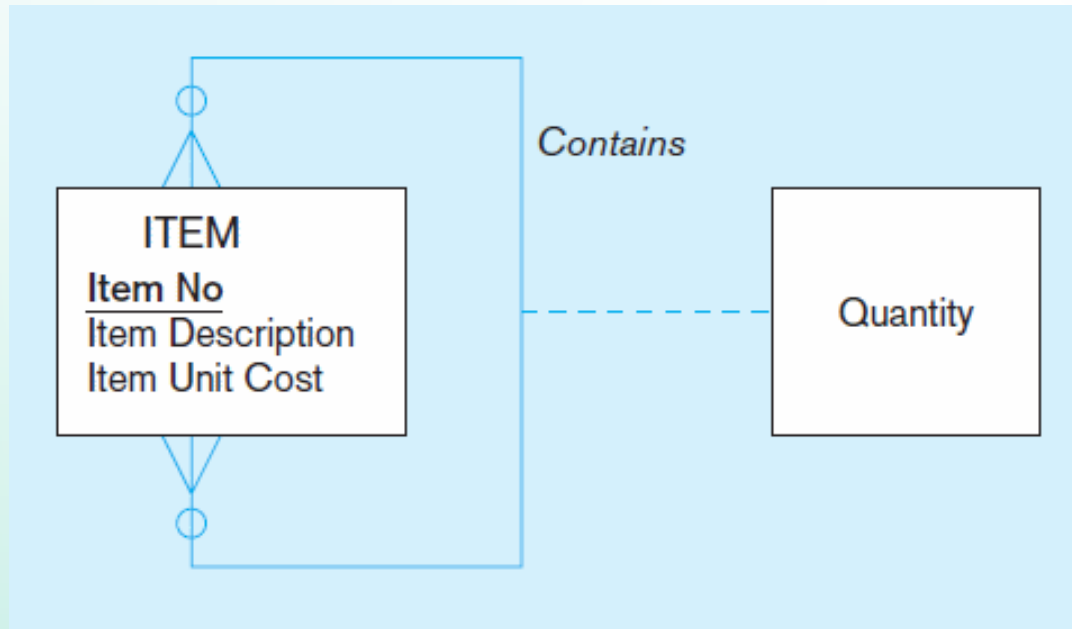 Contains
ITEM
Item No
Item Description
Item Unit Cost
Quantity